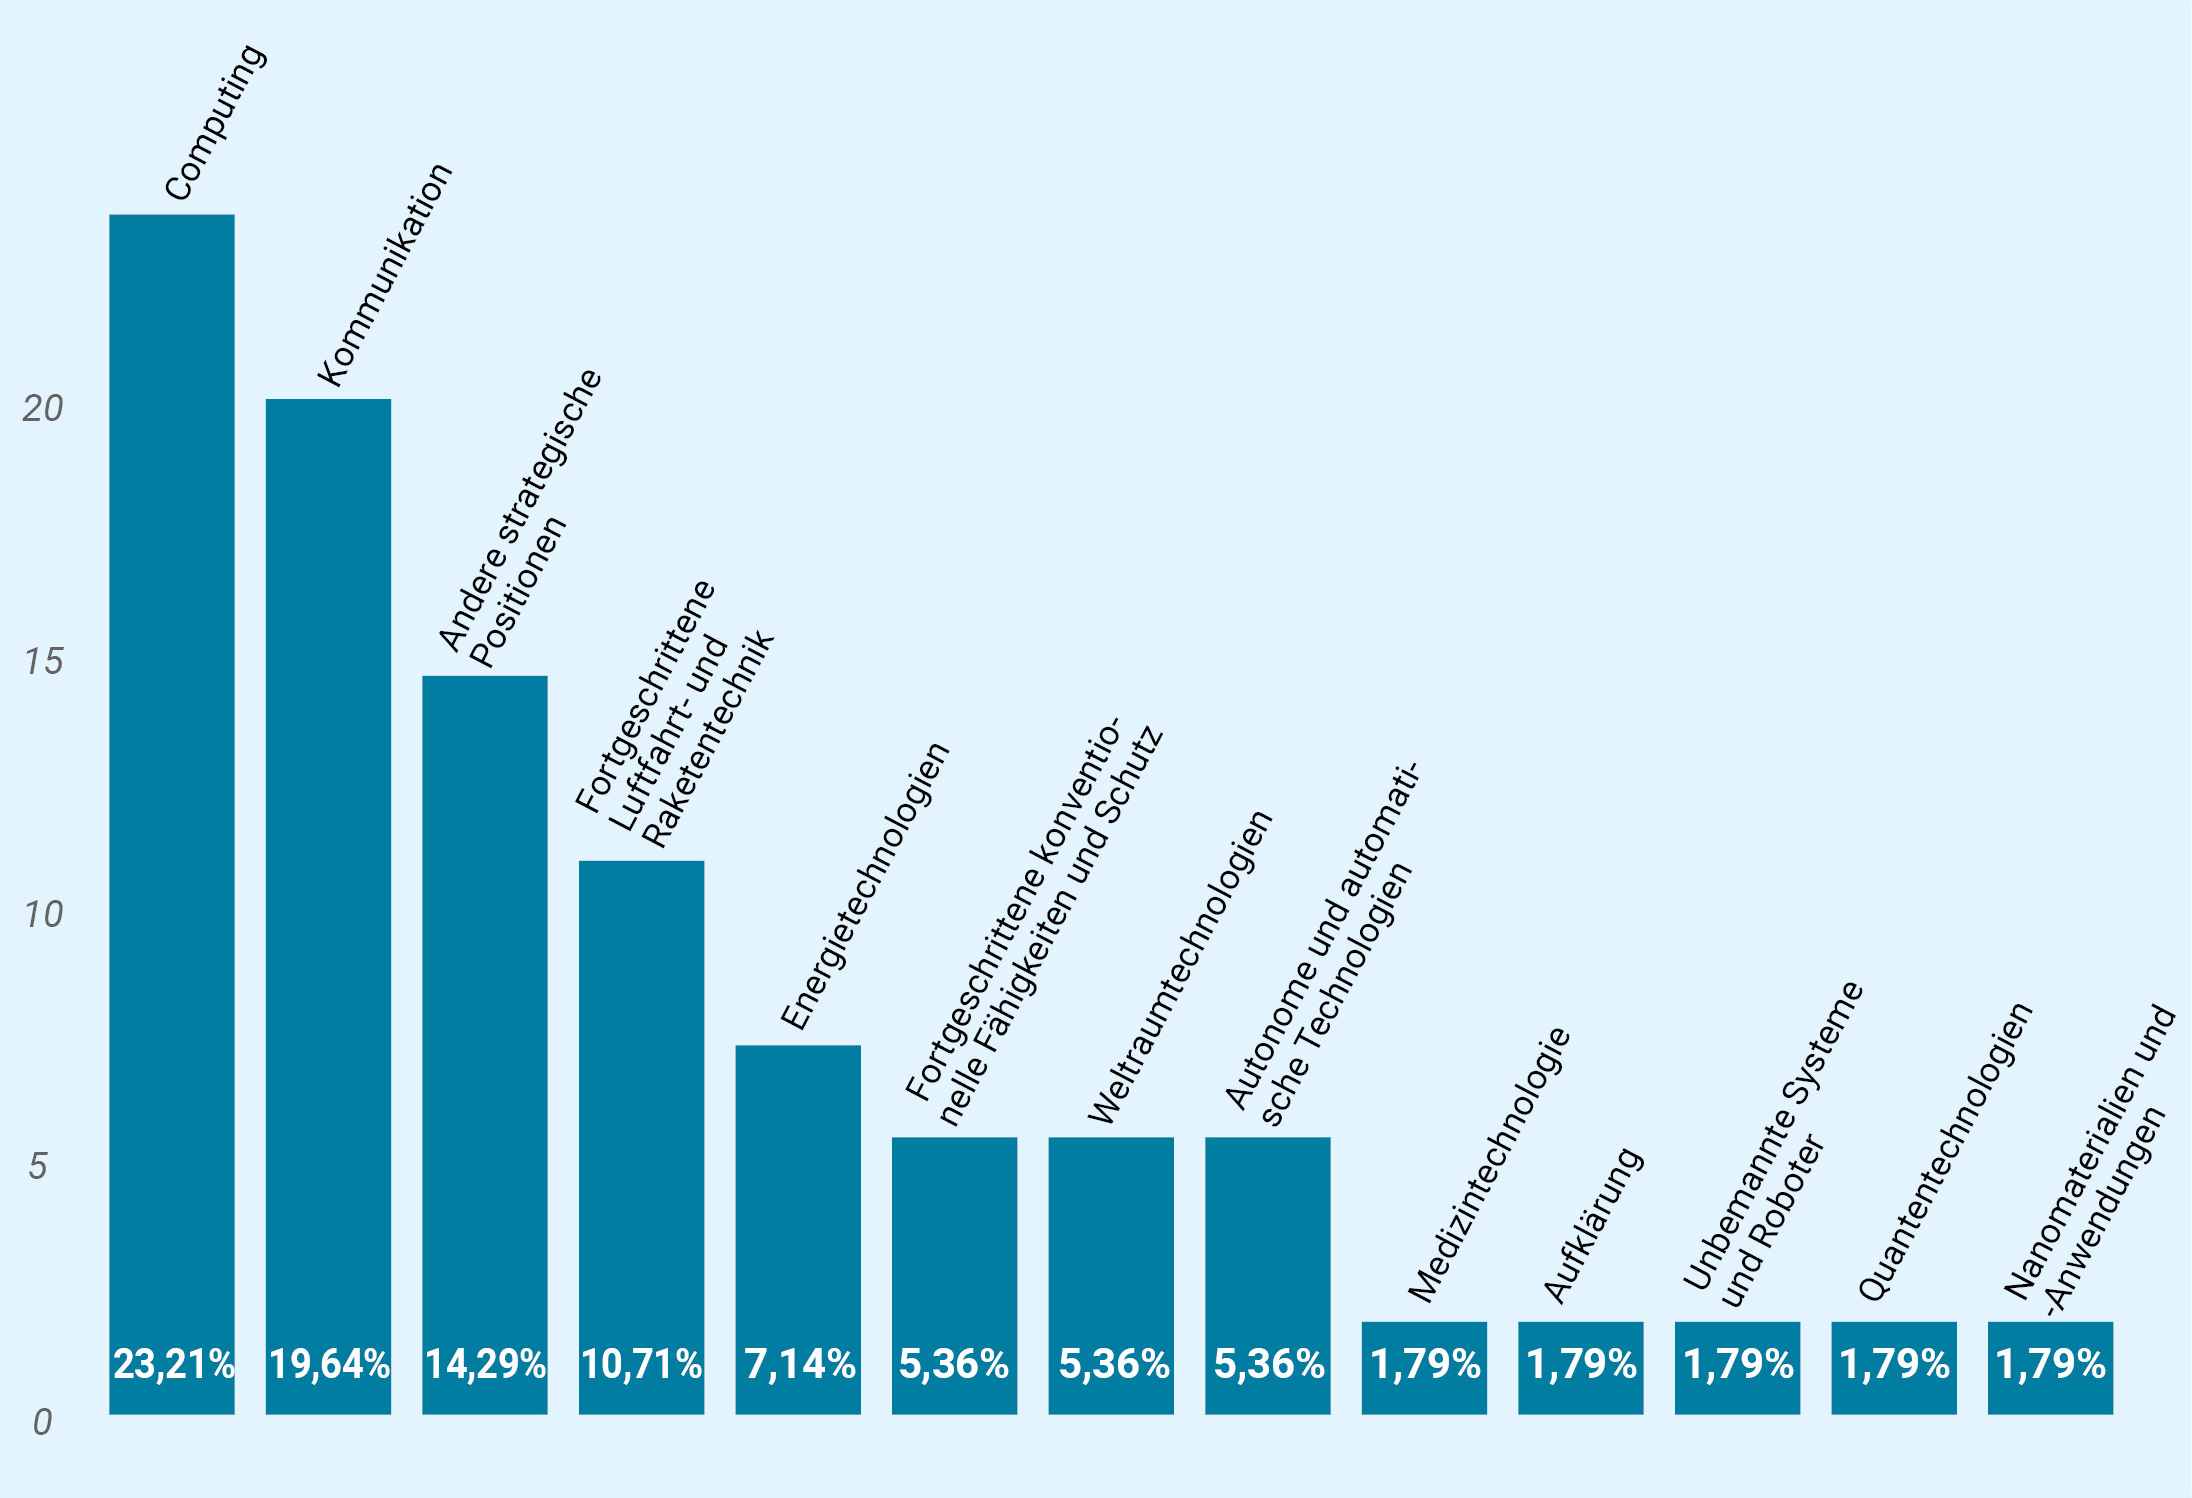 Computing
Kommunikation
Andere strategische
Positionen
Fortgeschrittene
Luftfahrt- und
Raketentechnik
Energietechnologien
Fortgeschrittene konventio-
nelle Fähigkeiten und Schutz
Weltraumtechnologien
Autonome und automati-
sche Technologien
Medizintechnologie
Aufklärung
Unbemannte Systeme
und Roboter
Quantentechnologien
Nanomaterialien und
-Anwendungen
20
15
10
5
0
23,21%
19,64%
14,29%
10,71%
7,14%
5,36%
5,36%
5,36%
1,79%
1,79%
1,79%
1,79%
1,79%